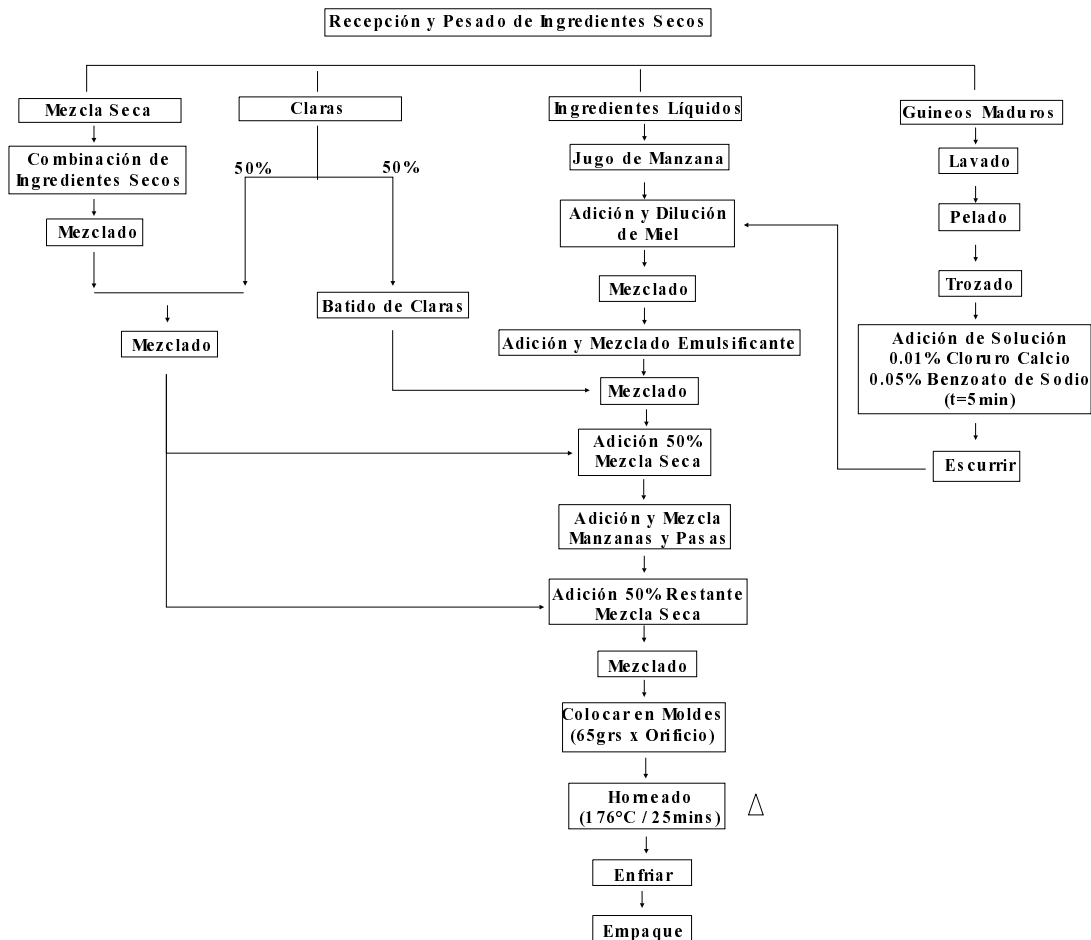 Recepción y Pesado de Ingredientes Secos
Mezcla Seca
Claras
Ingredientes Líquidos
Guineos Maduros
Combinación de
Ingredientes Secos
Mezclado
50%
50%
Mezclado
Batido de Claras
Jugo de Manzana
Adición y Dilución
de Miel
Mezclado
Adición y Mezclado Emulsificante
Mezclado
Adición 50%
Mezcla Seca
Adición y Mezcla
Manzanas y Pasas
Adición 50% Restante
Mezcla Seca
Mezclado
Colocar en Moldes
(65grs x Orificio)
Horneado
(176°C / 25mins)
Enfriar
Empaque
Lavado
Pelado
Trozado
Adición de Solución
0.01% Cloruro Calcio
0.05% Benzoato de Sodio
(t=5min)
Escurrir